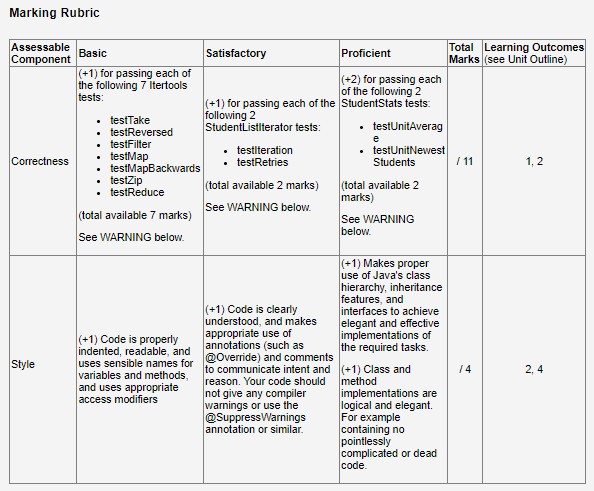 Marking Rubric
Assessable
Component
Basic
Satisfactory
Proficient
Total
Marks
Learning Outcomes
(see Unit Outline)
Correctness
(+1) for passing each of
the following 7 Itertools
tests:
• testTake
• testReversed
• testFilter
• testMap
• testMapBackwards
• testZip
• testReduce
(total available 7 marks)
See WARNING below.
(+1) for passing each of the
following 2
StudentListIterator tests:
• testIteration
• testRetries
(total available 2 marks)
See WARNING below.
(+2) for passing each
of the following 2
StudentStats tests:
• testUnitAverag
e
• testUnitNewest
Students
(total available 2
marks)
See WARNING
below.
/ 11
1, 2
Style
(+1) Code is properly
indented, readable, and
uses sensible names for
variables and methods,
and uses appropriate
access modifiers
(+1) Code is clearly
understood, and makes
appropriate use of
annotations (such as
@Override) and comments
to communicate intent and
reason. Your code should
not give any compiler
warnings or use the
@SuppressWarnings
annotation or similar.
(+1) Makes proper
use of Java's class
hierarchy, inheritance
features, and
interfaces to achieve
elegant and effective
implementations of
the required tasks.
(+1) Class and
method
implementations are
logical and elegant.
For example
containing no
pointlessly
complicated or dead
code.
/ 4
2, 4